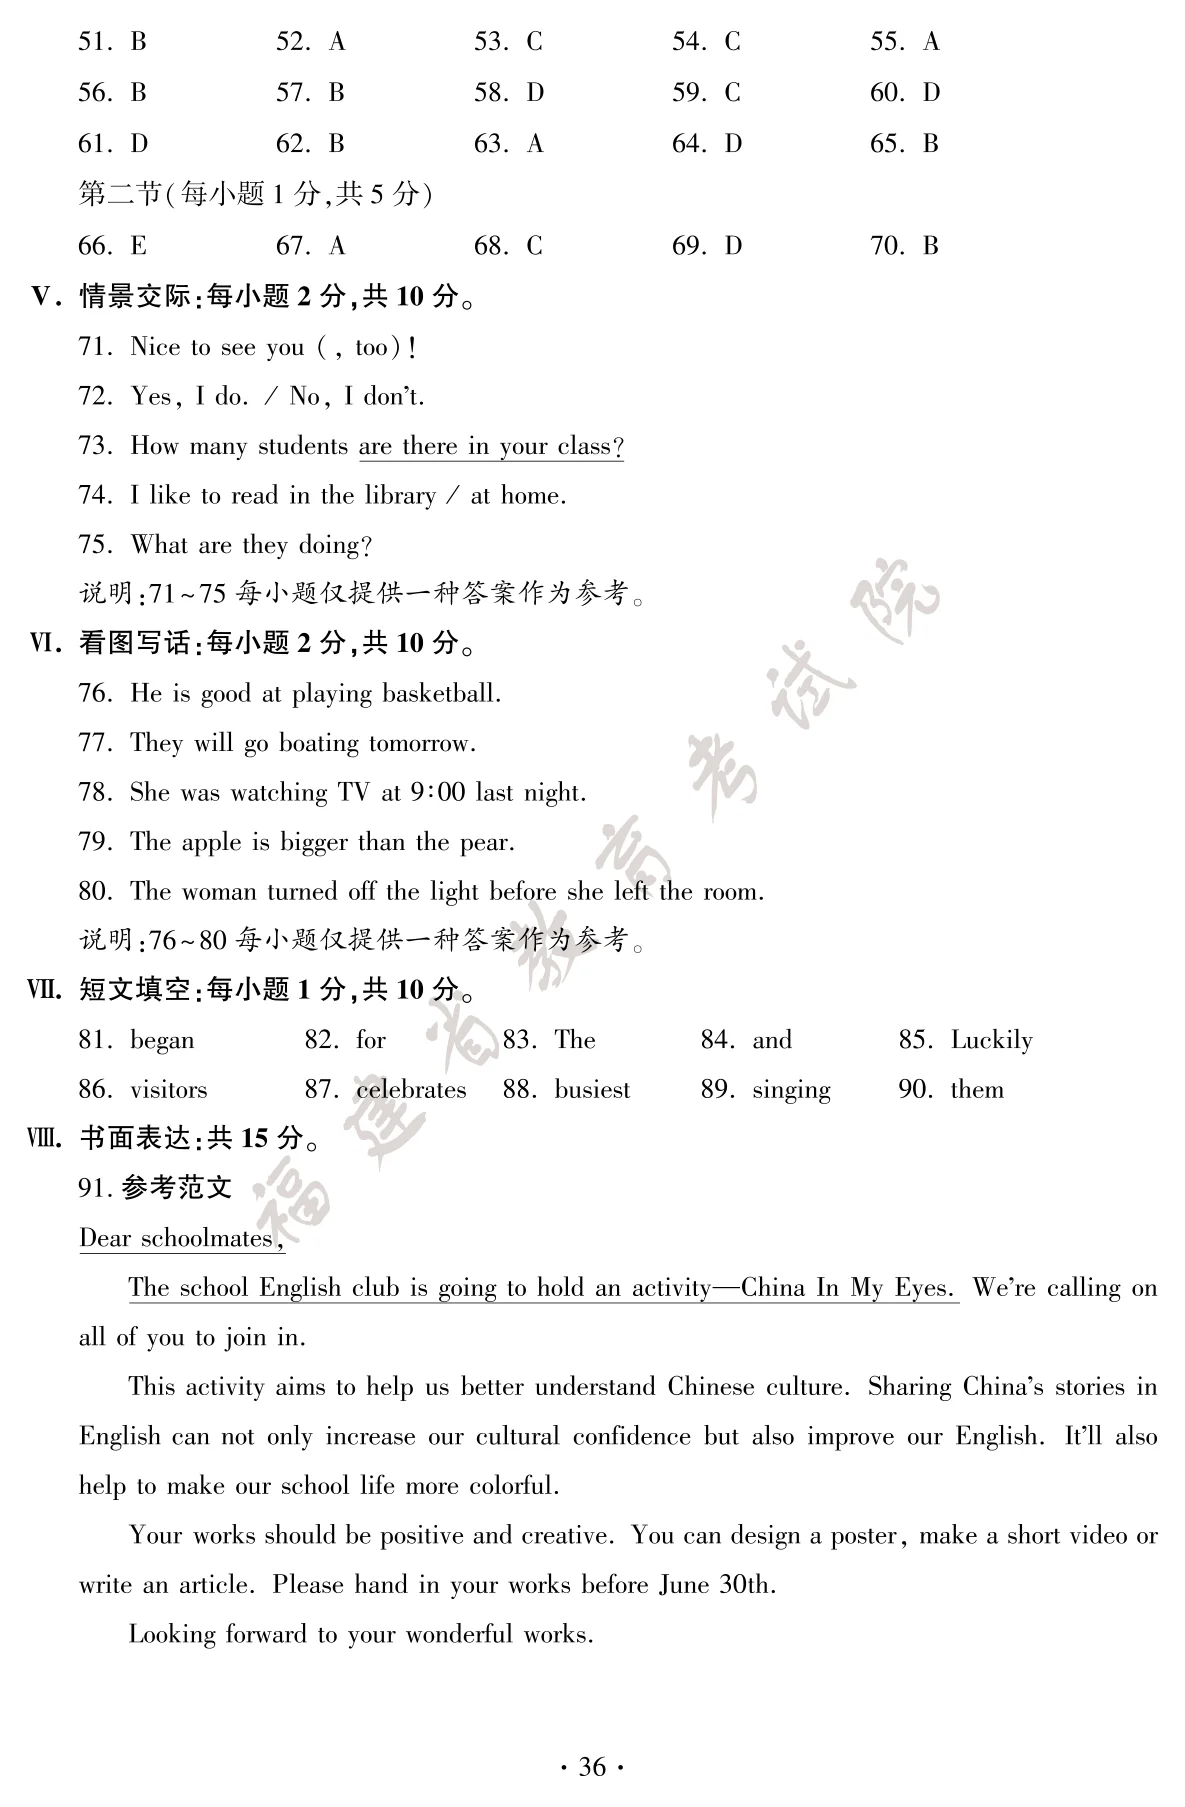 51. B 52. A 53. C 54. C 55. A
56. B 57. B 58. D 59. C 60. D
61. D 62. B 63. A 64. D 65. B
第二节(每小题1分,共5分)
66. E 67. A 68. C 69. D 70. B
Ⅴ. 情景交际:每小题2分,共10分。
71. Nice to see you (, too)!
72. Yes, I do. / No, I don't.
73. How many students are there in your class?
74. I like to read in the library / at home.
75. What are they doing?
说明:71~75每小题仅提供一种答案作为参考。
Ⅵ. 看图写话:每小题2分,共10分。
76. He is good at playing basketball.
77. They will go boating tomorrow.
78. She was watching TV at 9:00 last night.
79. The apple is bigger than the pear.
80. The woman turned off the light before she left the room.
说明:76~80每小题仅提供一种答案作为参考。
Ⅶ. 短文填空:每小题1分,共10分。
81. began 82. for 83. The 84. and 85. Luckily
86. visitors 87. celebrates 88. busiest 89. singing 90. them
Ⅷ. 书面表达:共15分。
91. 参考范文
Dear schoolmates,
The school English club is going to hold an activity—China In My Eyes. We're calling on
all of you to join in.
This activity aims to help us better understand Chinese culture. Sharing China's stories in
English can not only increase our cultural confidence but also improve our English. It'll also
help to make our school life more colorful.
Your works should be positive and creative. You can design a poster, make a short video or
write an article. Please hand in your works before June 30th.
Looking forward to your wonderful works.
· 36 ·
福建省教育考试院